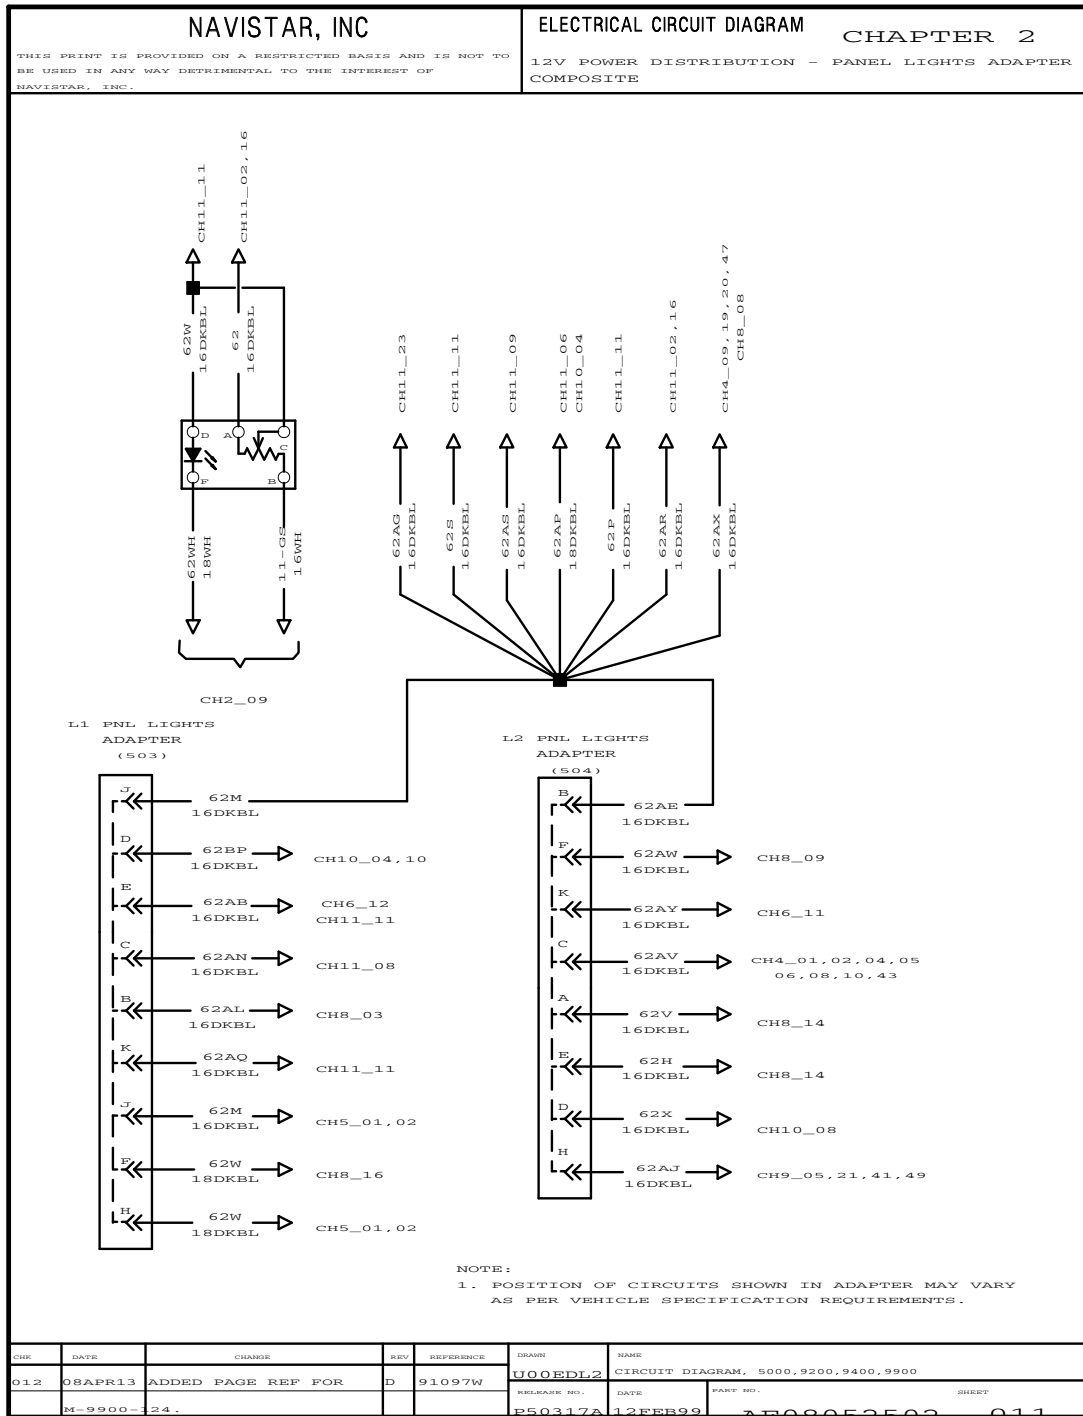 NAVISTAR, INC
THIS PRINT IS PROVIDED ON A RESTRICTED BASIS AND IS NOT TO
BE USED IN ANY WAY DETRIMENTAL TO THE INTEREST OF
NAVISTAR, INC.
ELECTRICAL CIRCUIT DIAGRAM
CHAPTER 2
12V POWER DISTRIBUTION - PANEL LIGHTS ADAPTER
COMPOSITE
CH11_11
CH11_02,16
62W
16DKBL
62
16DKBL
D
A
C
F
B
62WH
18WH
11-GS
16WH
CH2_09
CH11_23
CH11_11
CH11_09
CH11_06
CH10_04
CH11_11
CH11_02,16
CH4_09,19,20,47
CH8_08
62AG
16DKBL
62S
16DKBL
62AS
16DKBL
62AP
18DKBL
62P
16DKBL
62AR
16DKBL
62AX
16DKBL
L1 PNL LIGHTS
ADAPTER
(503)
J
62M
16DKBL
D
62BP
16DKBL
CH10_04,10
E
62AB
16DKBL
CH6_12
CH11_11
C
62AN
16DKBL
CH11_08
B
62AL
16DKBL
CH8_03
K
62AQ
16DKBL
CH11_11
J
62M
16DKBL
CH5_01,02
F
62W
18DKBL
CH8_16
H
62W
18DKBL
CH5_01,02
L2 PNL LIGHTS
ADAPTER
(504)
B
62AE
16DKBL
F
62AW
16DKBL
CH8_09
K
62AY
16DKBL
CH6_11
C
62AV
16DKBL
CH4_01,02,04,05
06,08,10,43
A
62V
16DKBL
CH8_14
E
62H
16DKBL
CH8_14
D
62X
16DKBL
CH10_08
H
62AJ
16DKBL
CH9_05,21,41,49
NOTE:
1. POSITION OF CIRCUITS SHOWN IN ADAPTER MAY VARY
AS PER VEHICLE SPECIFICATION REQUIREMENTS.
CHK DATE CHANGE REV REFERENCE
012 08APR13 ADDED PAGE REF FOR D 91097W
M-9900-124.
DRAWN
U00EDL2
NAME
CIRCUIT DIAGRAM, 5000,9200,9400,9900
RELEASE NO.
P50317A
DATE
12FEB99
PART NO.
SHEET
011